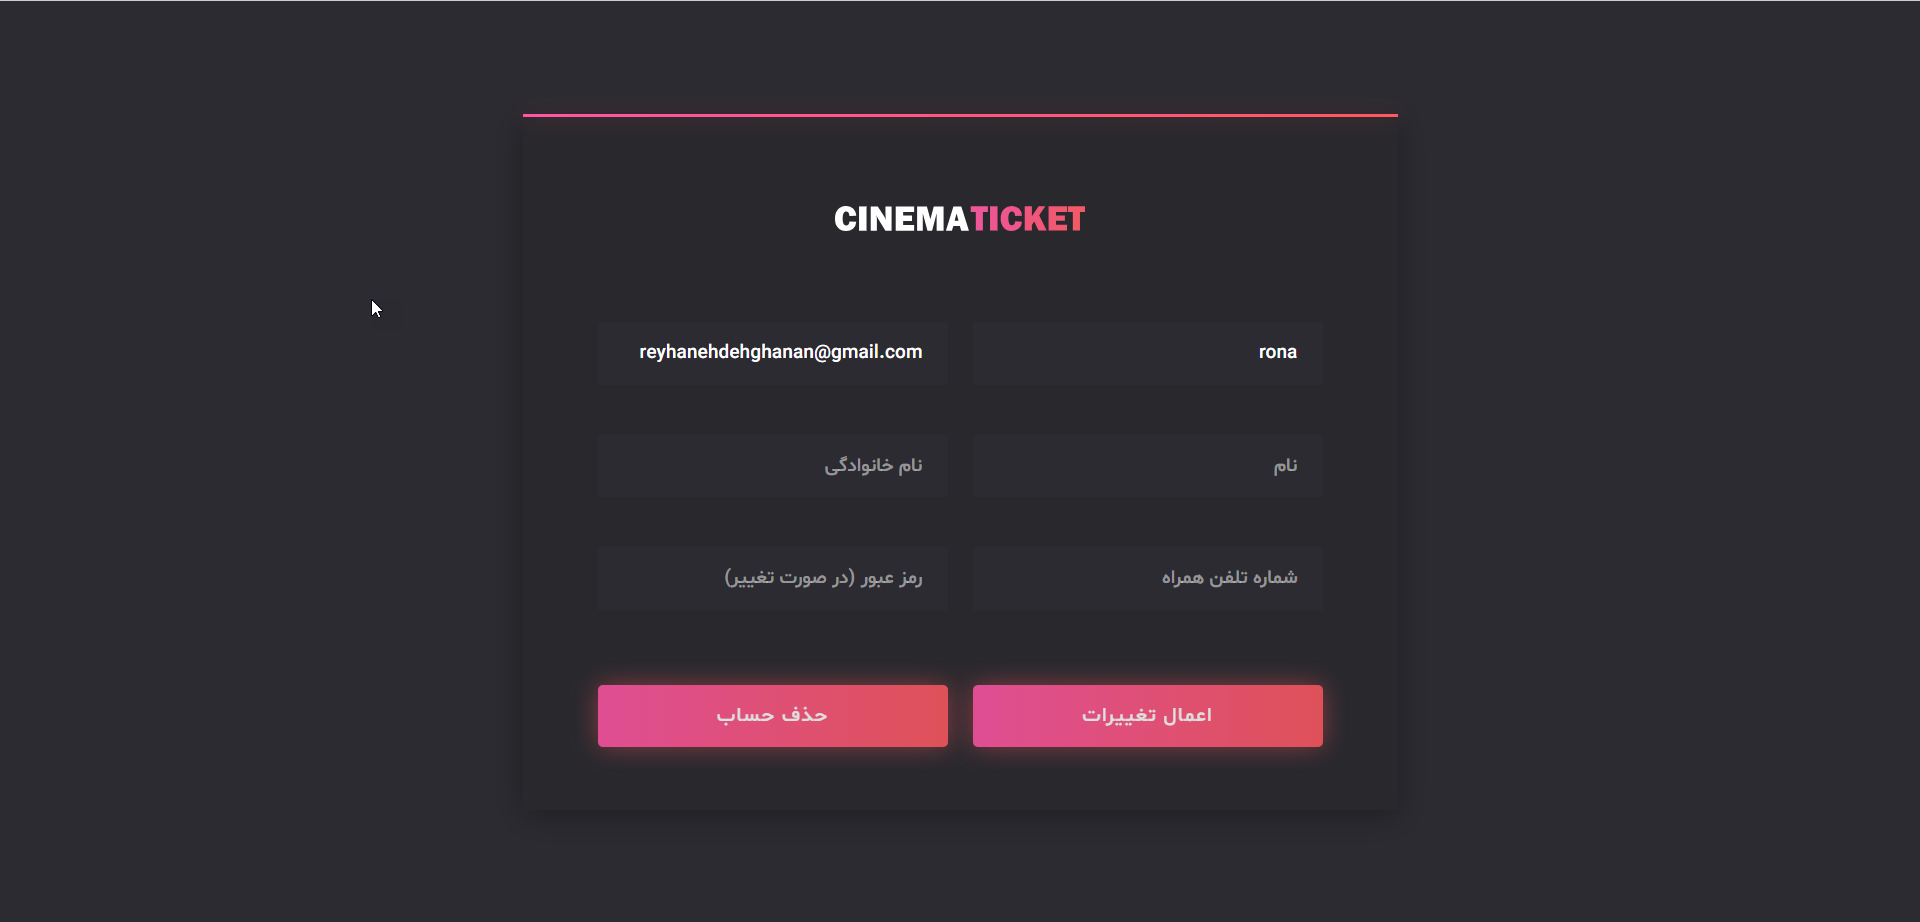 CINEMATICKET
rona
reyhanehdehghanan@gmail.com
نام
نام خانوادگی
شماره تلفن همراه
رمز عبور (در صورت تغییر)
اعمال تغییرات
حذف حساب